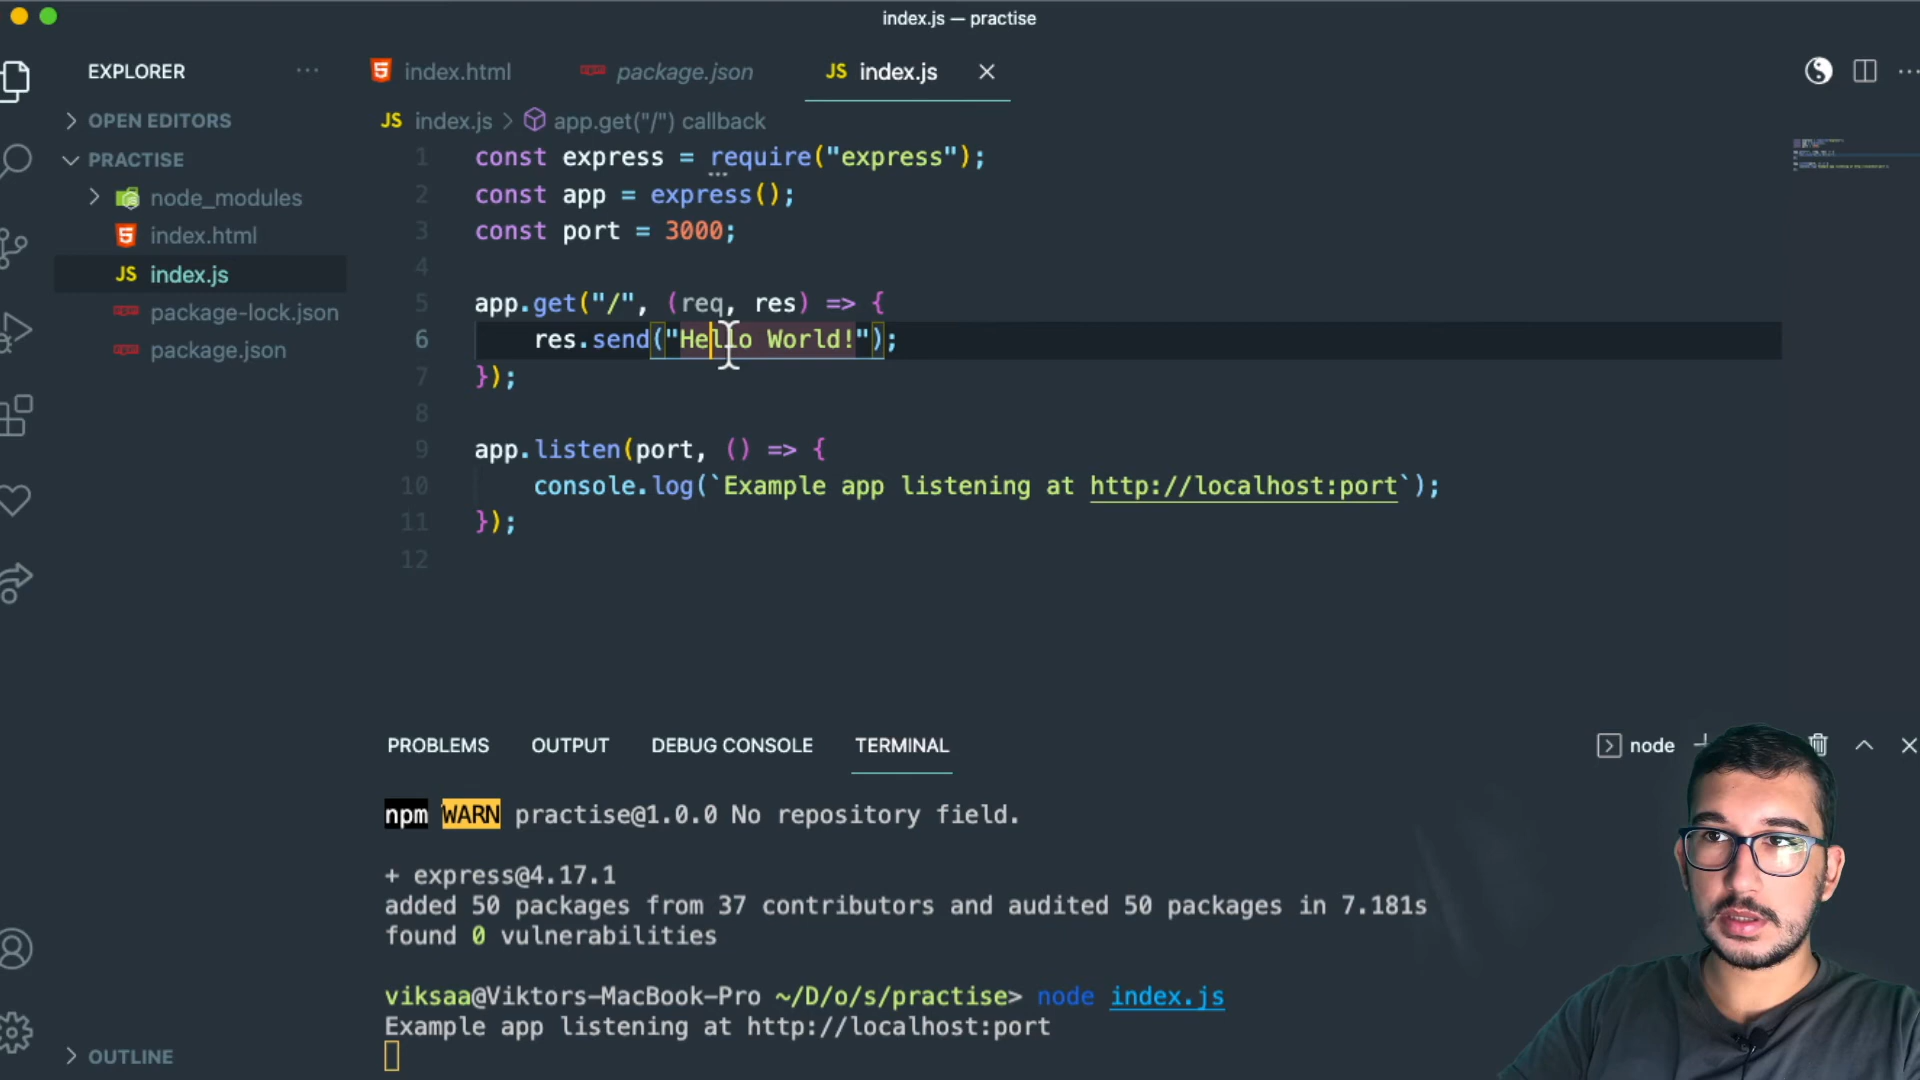 index.js — practise
EXPLORER
index.html
package.json
JS index.js
OPEN EDITORS
JS index.js > app.get("/") callback
PRACTISE
node_modules
index.html
JS index.js
package-lock.json
package.json
1 const express = require("express");
2 const app = express();
3 const port = 3000;
4
5 app.get("/", (req, res) => {
6 res.send("Hello World!");
7 });
8
9 app.listen(port, () => {
10 console.log(`Example app listening at http://localhost:port`);
11 });
12
PROBLEMS OUTPUT DEBUG CONSOLE TERMINAL
node
npm WARN practise@1.0.0 No repository field.
+ express@4.17.1
added 50 packages from 37 contributors and audited 50 packages in 7.181s
found 0 vulnerabilities
viksaa@Viktors-MacBook-Pro ~/D/o/s/practise> node index.js
Example app listening at http://localhost:port
OUTLINE